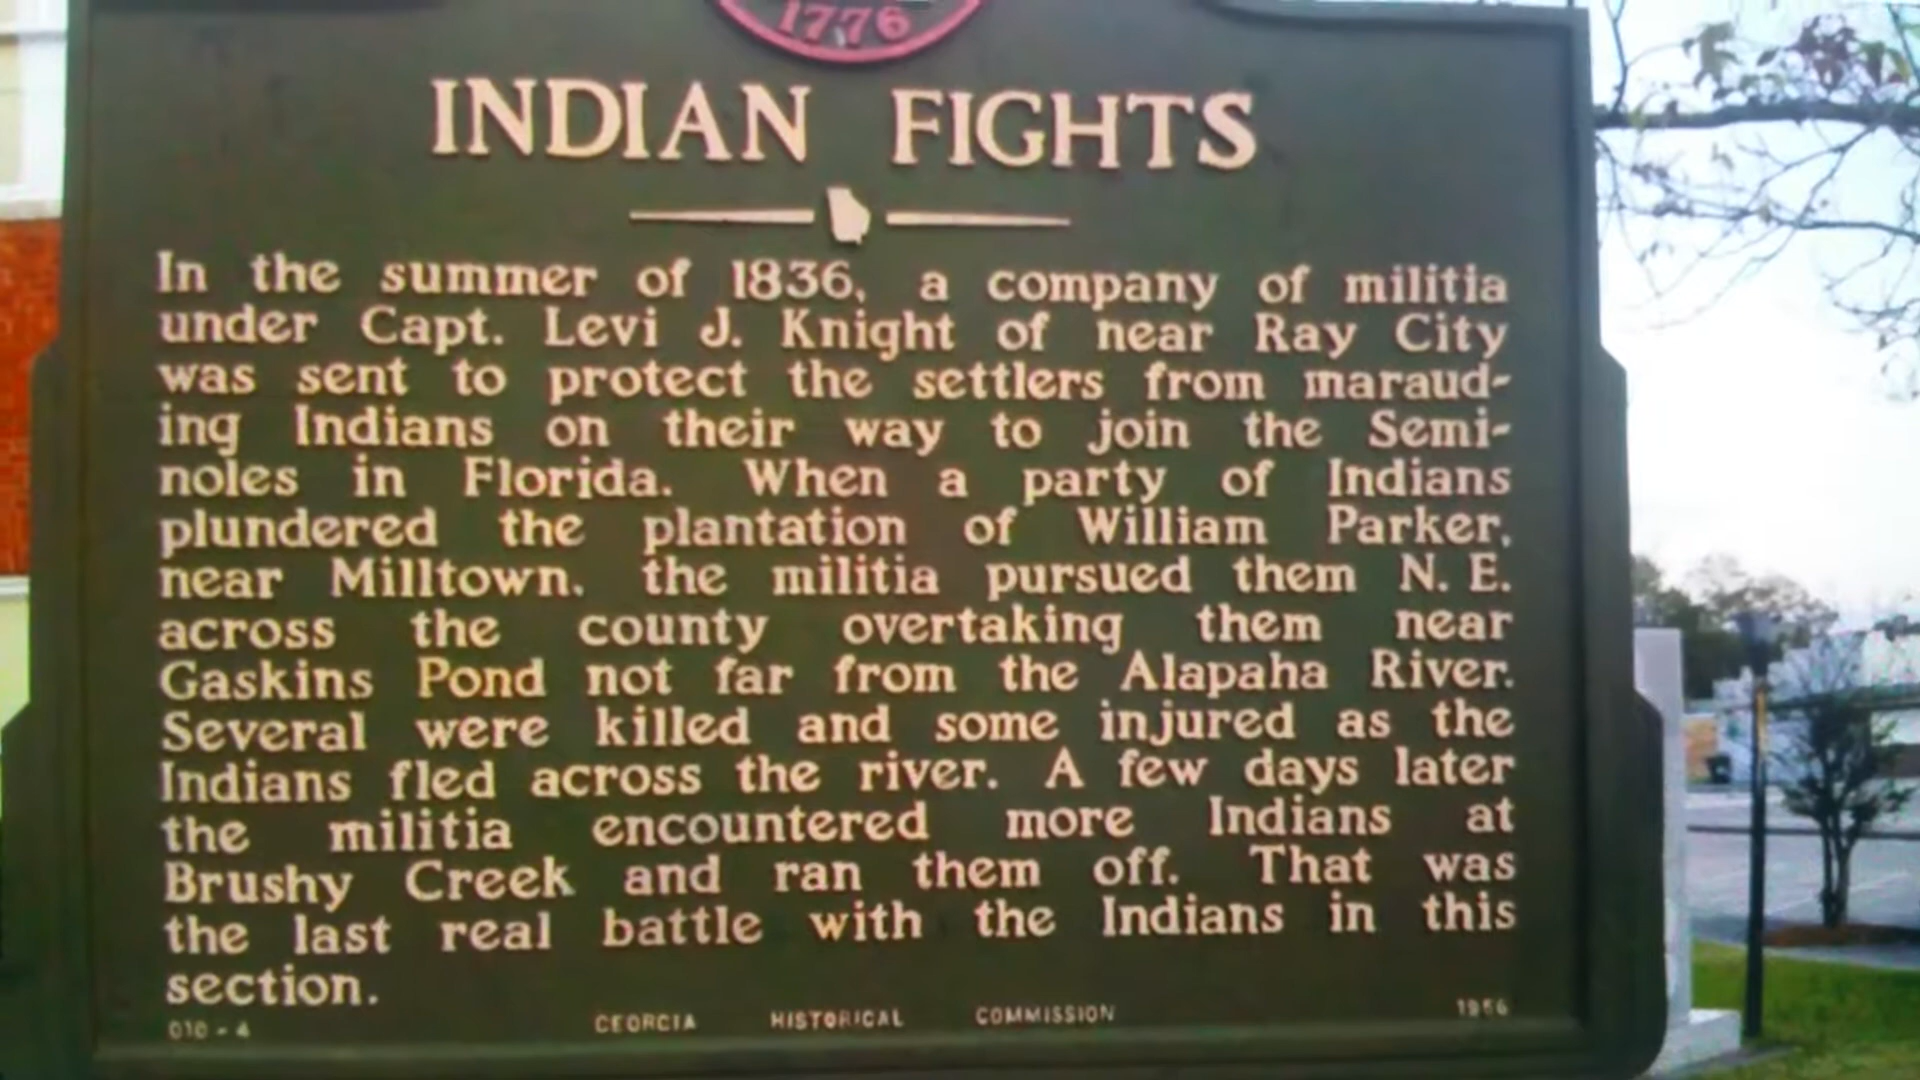 1776
INDIAN FIGHTS
In the summer of 1836, a company of militia
under Capt. Levi J. Knight of near Ray City
was sent to protect the settlers from maraud-
ing Indians on their way to join the Semi-
noles in Florida. When a party of Indians
plundered the plantation of William Parker,
near Milltown, the militia pursued them N. E.
across the county overtaking them near
Gaskins Pond not far from the Alapaha River.
Several were killed and some injured as the
Indians fled across the river. A few days later
the militia encountered more Indians at
Brushy Creek and ran them off. That was
the last real battle with the Indians in this
section.
010-4 GEORGIA HISTORICAL COMMISSION